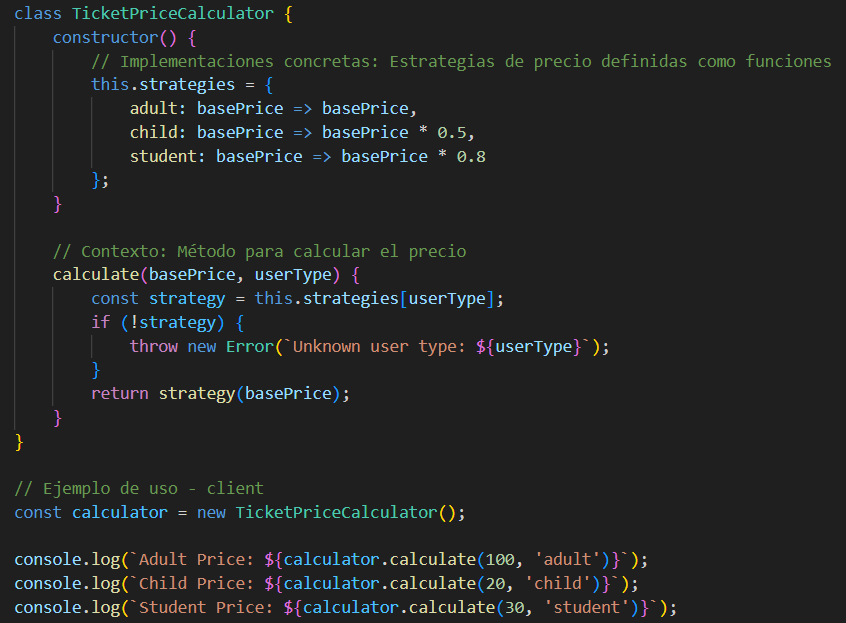 class TicketPriceCalculator {
    constructor() {
        // Implementaciones concretas: Estrategias de precio definidas como funciones
        this.strategies = {
            adult: basePrice => basePrice,
            child: basePrice => basePrice * 0.5,
            student: basePrice => basePrice * 0.8
        };
    }

    // Contexto: Método para calcular el precio
    calculate(basePrice, userType) {
        const strategy = this.strategies[userType];
        if (!strategy) {
            throw new Error(`Unknown user type: ${userType}`);
        }
        return strategy(basePrice);
    }
}

// Ejemplo de uso - client
const calculator = new TicketPriceCalculator();

console.log(`Adult Price: ${calculator.calculate(100, 'adult')}`);
console.log(`Child Price: ${calculator.calculate(20, 'child')}`);
console.log(`Student Price: ${calculator.calculate(30, 'student')}`);